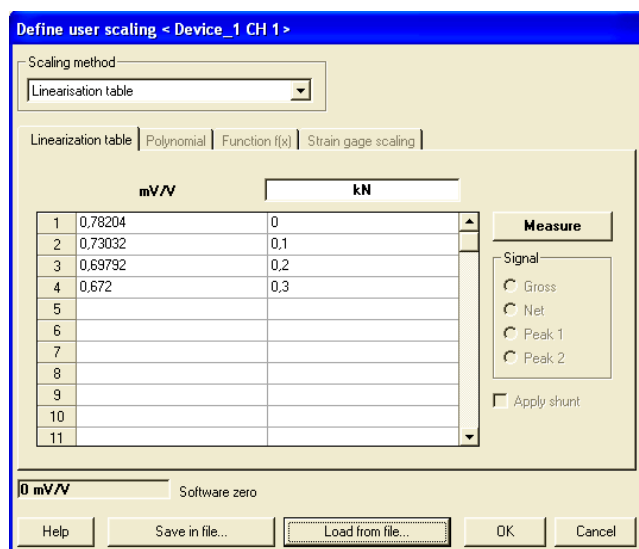 Define user scaling < Device_1 CH 1 >
Scaling method
Linearisation table
Linearization table Polynomial Function f(x) Strain gage scaling
mV/V kN
1 0,78204 0
2 0,73032 0,1
3 0,69792 0,2
4 0,672 0,3
5
6
7
8
9
10
11
Measure
Signal
Gross
Net
Peak 1
Peak 2
Apply shunt
0 mV/V Software zero
Help Save in file... Load from file... OK Cancel